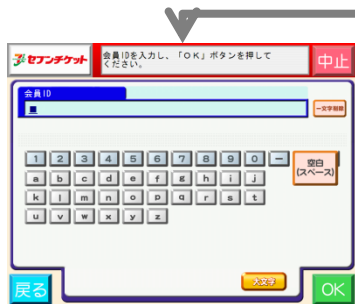 セブンチケット
会員IDを入力し、「OK」ボタンを押して
ください。
中止
会員ID
一文字削除
1 2 3 4 5 6 7 8 9 0 ー
空白
(スペース)
a b c d e f g h i j
k l m n o p q r s t
u v w x y z
戻る
大文字
OK